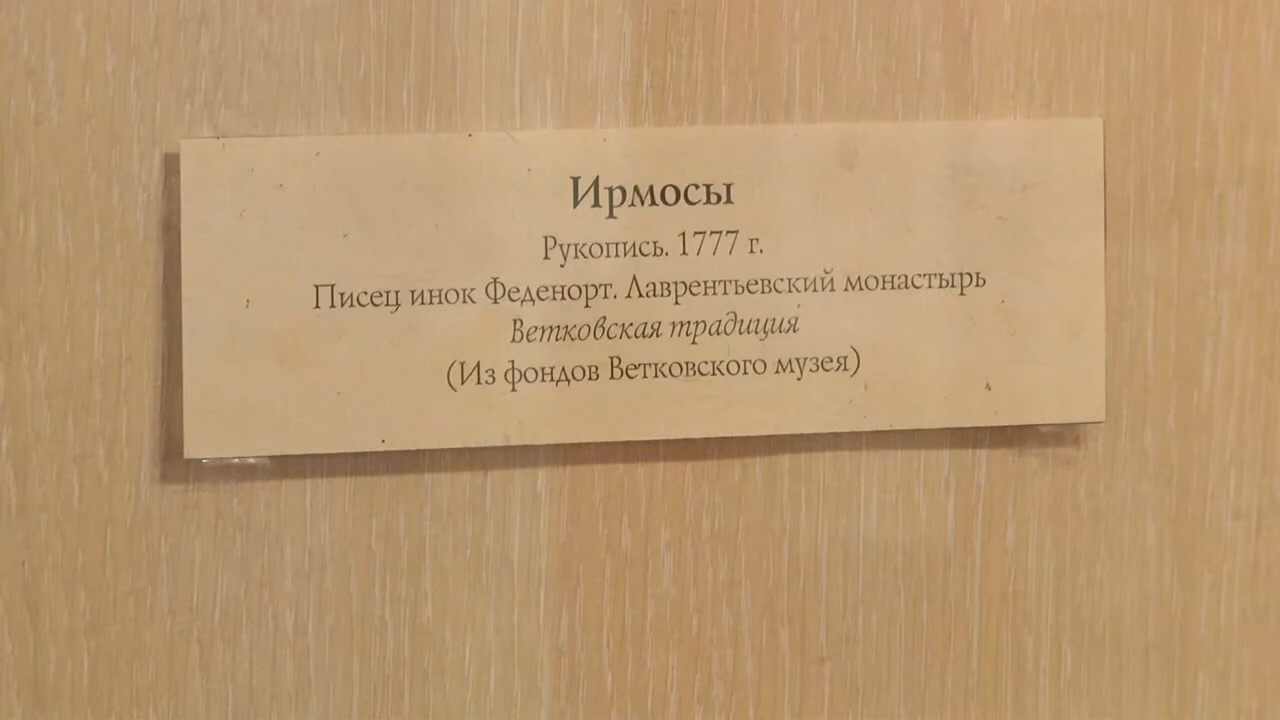 Ирмосы
Рукопись. 1777 г.
Писец инок Феденорт. Лаврентьевский монастырь
Ветковская традиция
(Из фондов Ветковского музея)